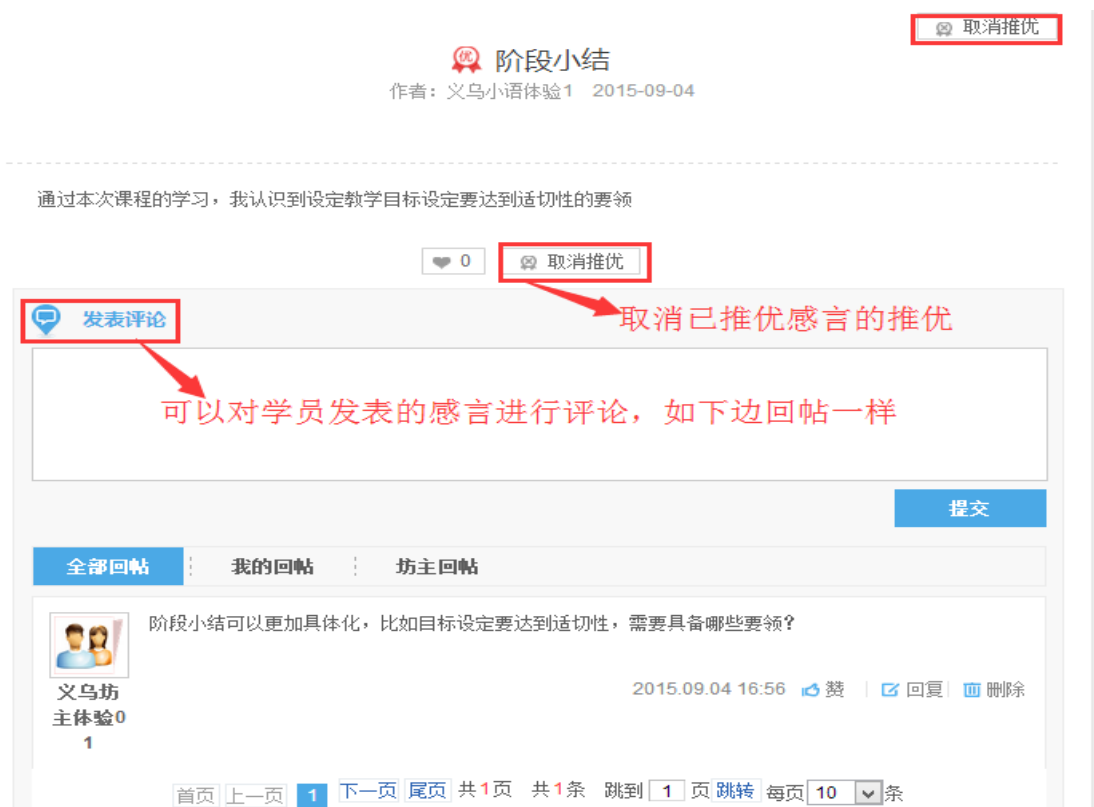 取消推优
优 阶段小结
作者：义乌小语体验1 2015-09-04
通过本次课程的学习，我认识到设定教学目标设定要达到适切性的要领
0 取消推优
发表评论
取消已推优感言的推优
可以对学员发表的感言进行评论，如下边回帖一样
提交
全部回帖 我的回帖 坊主回帖
阶段小结可以更加具体化，比如目标设定要达到适切性，需要具备哪些要领?
义乌坊
主体验0
1
2015.09.04 16:56 赞 回复 删除
首页 上一页 1 下一页 尾页 共1页 共1条 跳到 1 页 跳转 每页 10 条